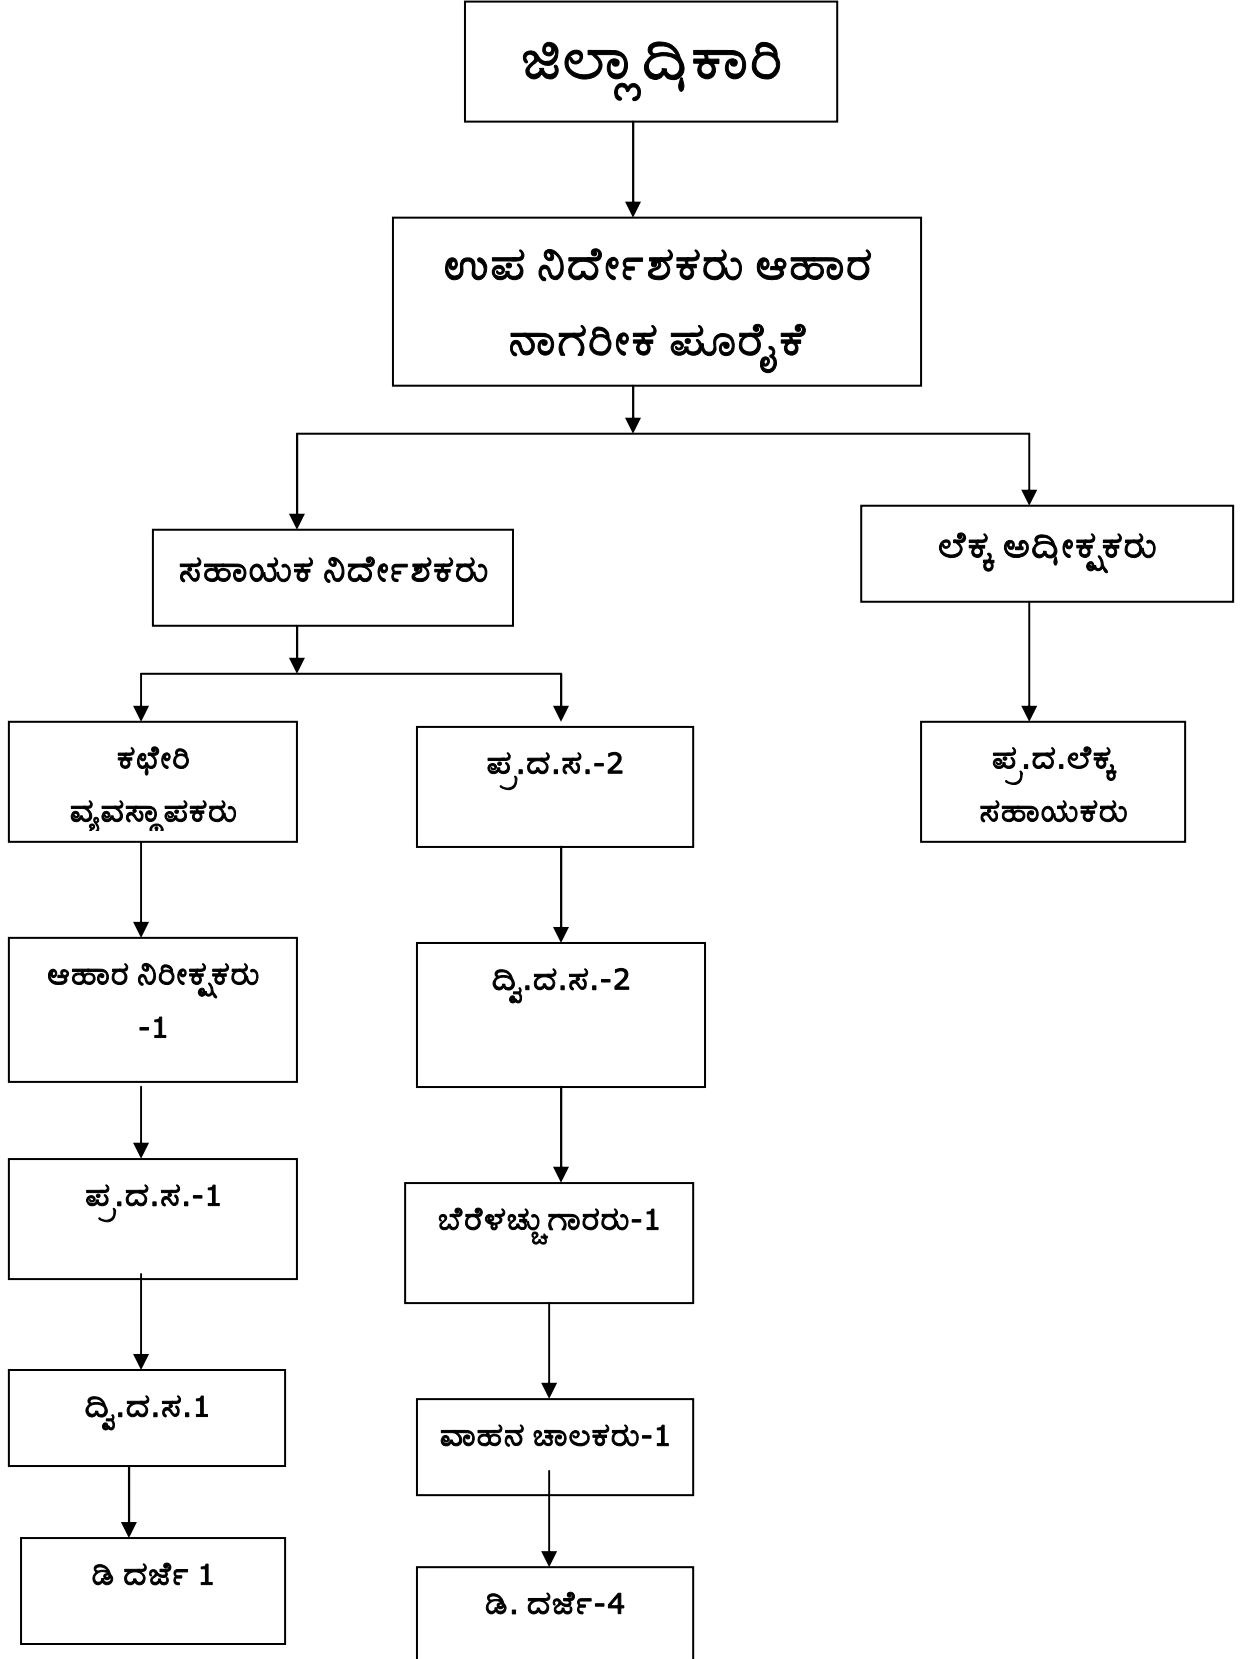 ಜಿಲ್ಲಾಧಿಕಾರಿ
ಉಪ ನಿರ್ದೇಶಕರು ಆಹಾರ
ನಾಗರೀಕ ಪೂರೈಕೆ
ಸಹಾಯಕ ನಿರ್ದೇಶಕರು
ಲೆಕ್ಕ ಅಧೀಕ್ಷಕರು
ಕಛೇರಿ
ವ್ಯವಸ್ಥಾಪಕರು
ಪ್ರ.ದ.ಸ.-2
ಪ್ರ.ದ.ಲೆಕ್ಕ
ಸಹಾಯಕರು
ಆಹಾರ ನಿರೀಕ್ಷಕರು
-1
ದ್ವಿ.ದ.ಸ.-2
ಪ್ರ.ದ.ಸ.-1
ಬೆರೆಳಚ್ಚುಗಾರರು-1
ದ್ವಿ.ದ.ಸ.1
ವಾಹನ ಚಾಲಕರು-1
ಡಿ ದರ್ಜೆ 1
ಡಿ. ದರ್ಜೆ-4